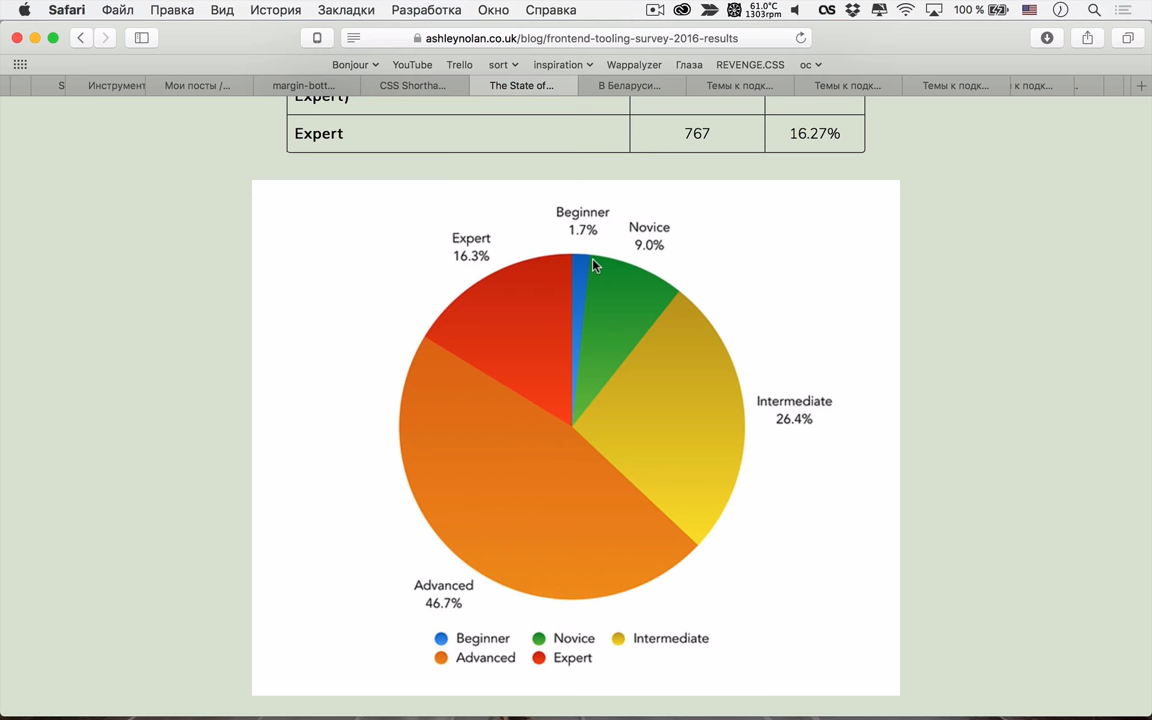 Safari Файл Правка Вид История Закладки Разработка Окно Справка 61.0°C 1303rpm 100 %
ashleynolan.co.uk/blog/frontend-tooling-survey-2016-results
Bonjour YouTube Trello sort inspiration Wappalyzer Глаза REVENGE.CSS ос
S Инструмент Мои посты /... margin-bott... CSS Shortha... The State of... В Беларуси... Темы к подк... Темы к подк... Темы к подк... к подк...
Expert)
Expert 767 16.27%
Beginner
1.7%
Novice
9.0%
Expert
16.3%
Intermediate
26.4%
Advanced
46.7%
Beginner Novice Intermediate
Advanced Expert